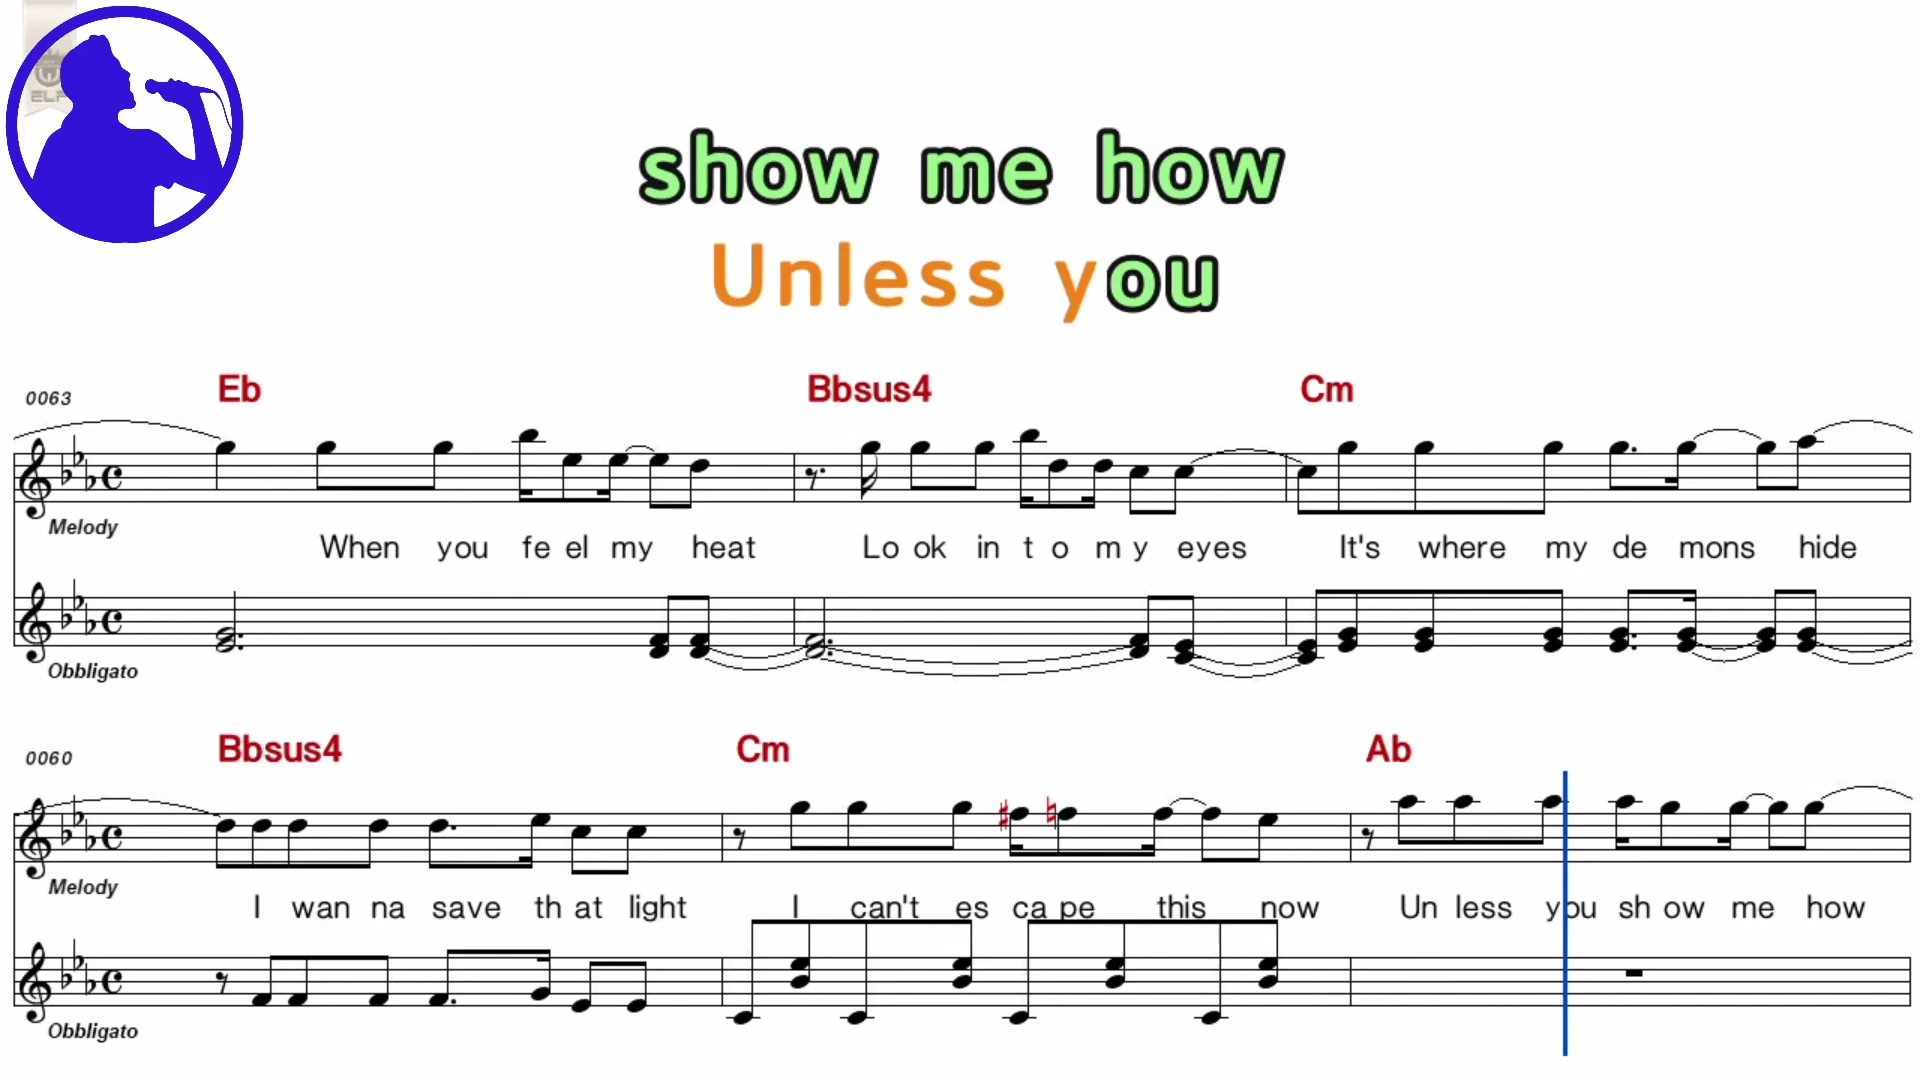 ELF
show me how
Unless you
0063 Eb Bbsus4 Cm
Melody
When you fe el my heat Lo ok in t o m y eyes It's where my de mons hide
Obbligato
0060 Bbsus4 Cm Ab
Melody
I wan na save th at light I can't es ca pe this now Un less you sh ow me how
Obbligato